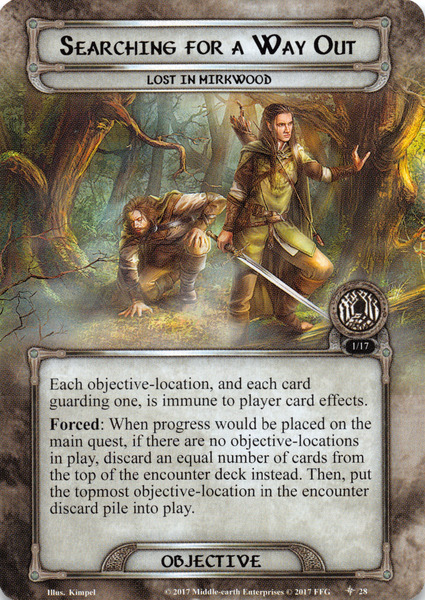 Searching for a Way Out
Lost in Mirkwood
1/17
Each objective-location, and each card
guarding one, is immune to player card effects.
Forced: When progress would be placed on the
main quest, if there are no objective-locations
in play, discard an equal number of cards from
the top of the encounter deck instead. Then, put
the topmost objective-location in the encounter
discard pile into play.
Objective
Illus. Kimpel © 2017 Middle-earth Enterprises © 2017 FFG 28